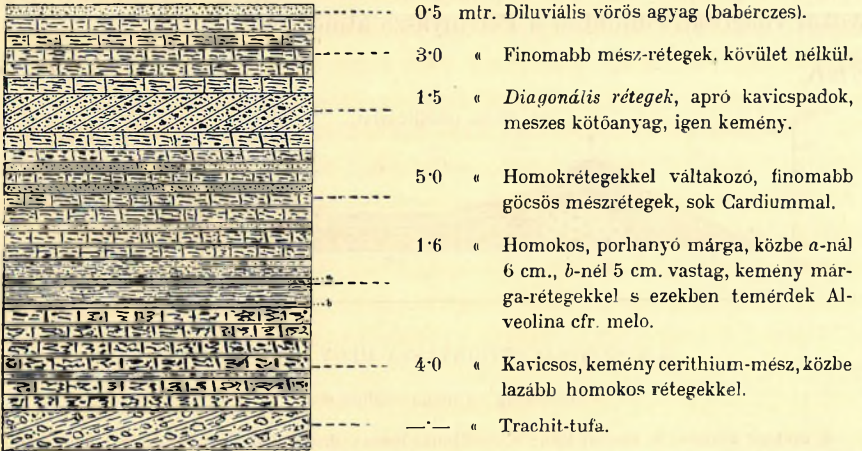 0·5 mtr. Diluviális vörös agyag (babérczes).
3·0 « Finomabb mész-rétegek, kövület nélkül.
1·5 « Diagonális rétegek, apró kavicspadok,
meszes kötőanyag, igen kemény.
5·0 « Homokrétegekkel váltakozó, finomabb
göcsös mészrétegek, sok Cardiummal.
1·6 « Homokos, porhanyó márga, közbe a-nál
6 cm., b-nél 5 cm. vastag, kemény már-
ga-rétegekkel s ezekben temérdek Al-
veolina cfr. melo.
a
b
4·0 « Kavicsos, kemény cerithium-mész, közbe
lazább homokos rétegekkel.
—·— « Trachit-tufa.